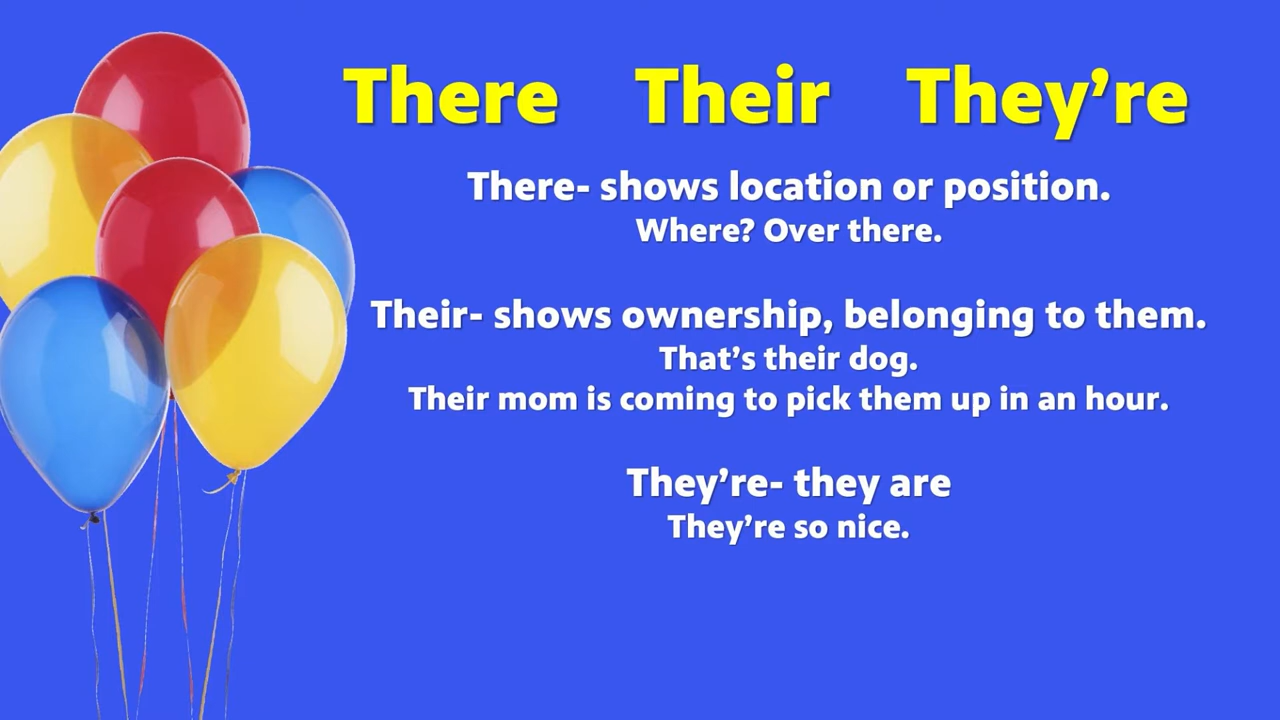 There Their They’re
There- shows location or position.
Where? Over there.
Their- shows ownership, belonging to them.
That’s their dog.
Their mom is coming to pick them up in an hour.
They’re- they are
They’re so nice.